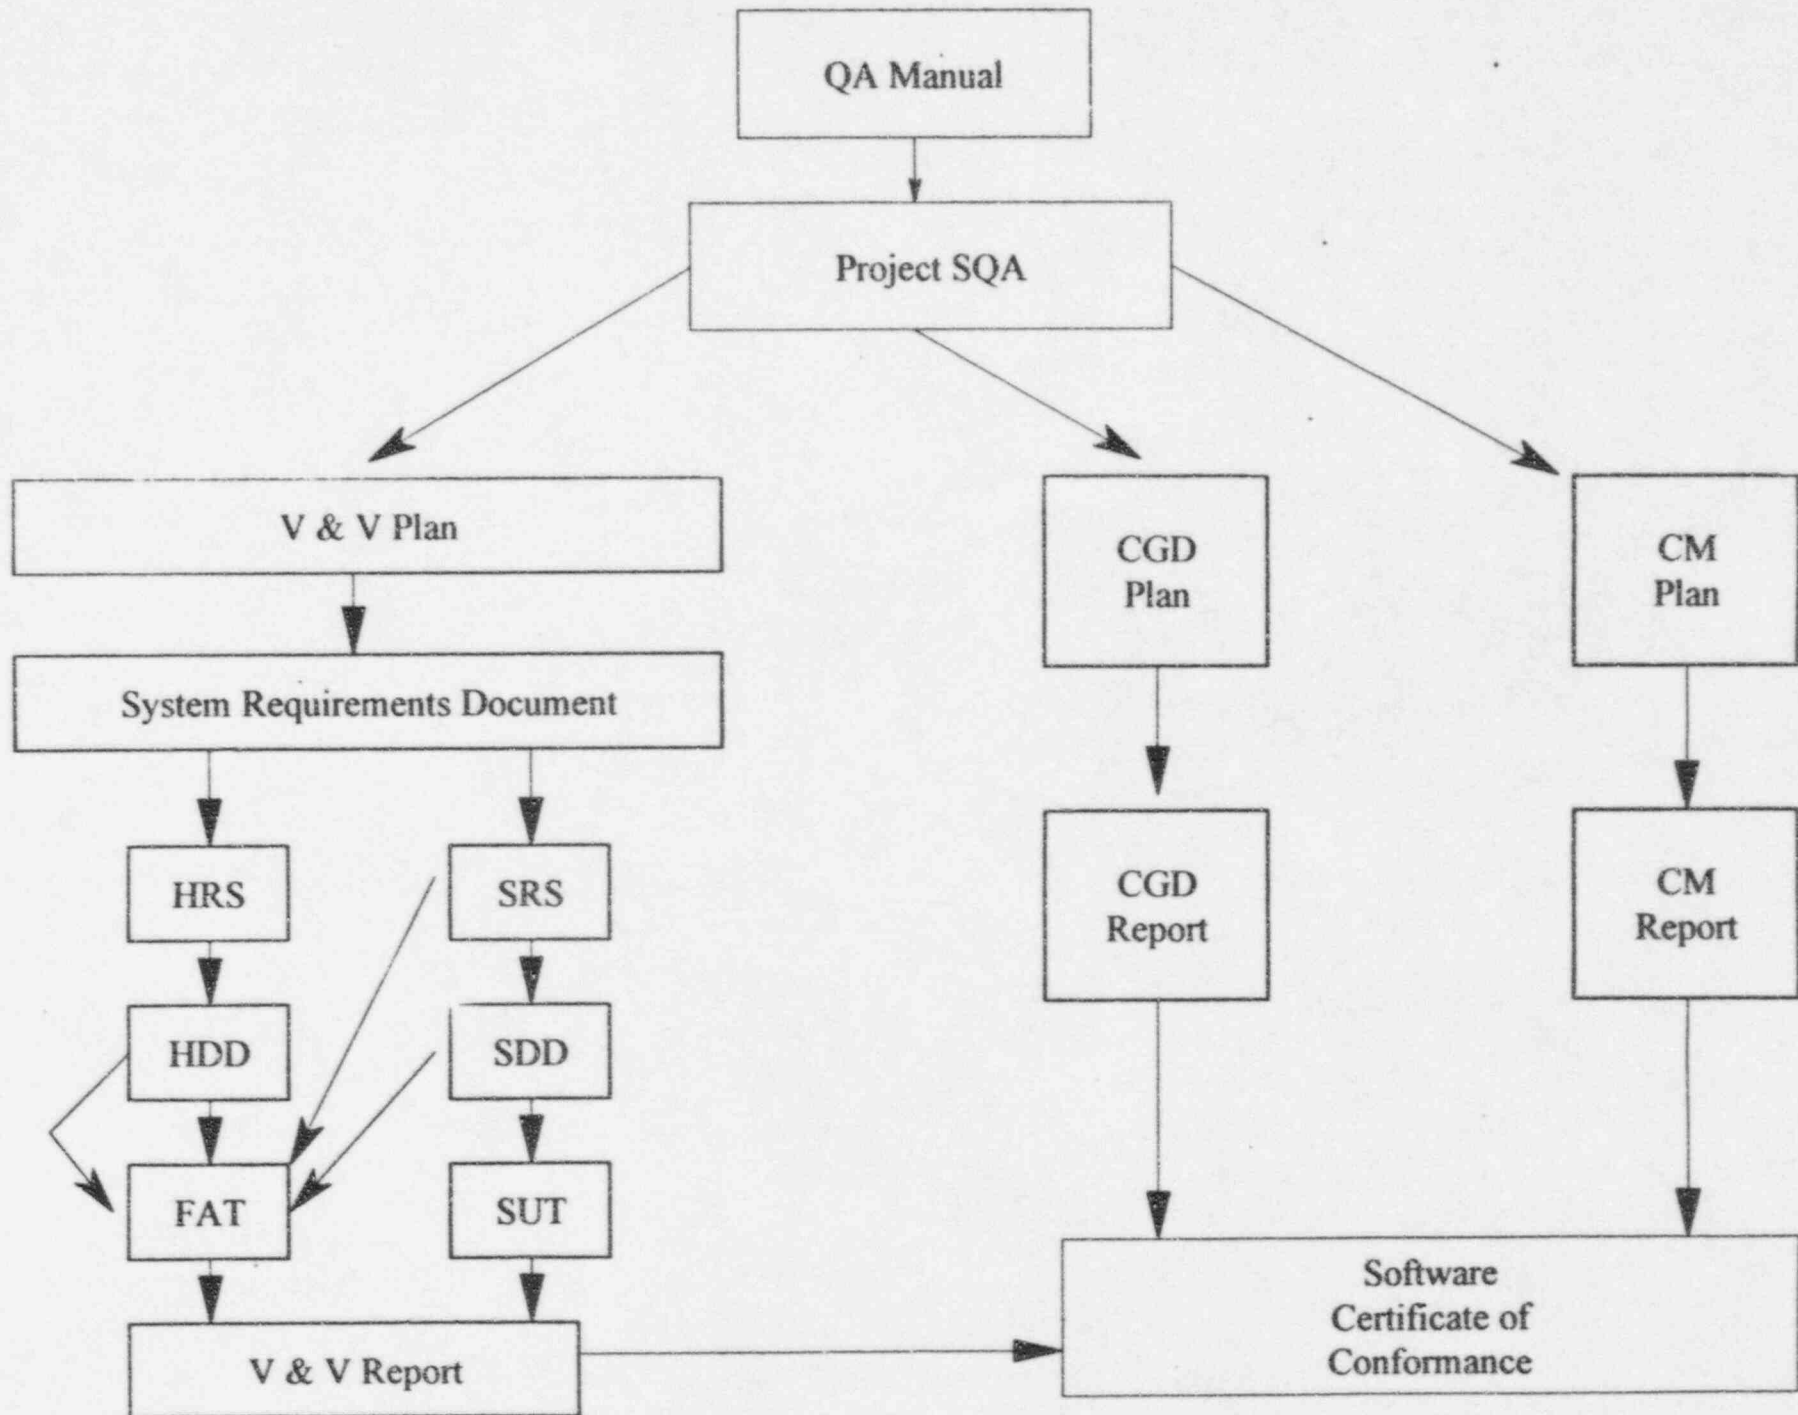 QA Manual
Project SQA
V & V Plan
CGD
Plan
CM
Plan
System Requirements Document
HRS
SRS
CGD
Report
CM
Report
HDD
SDD
FAT
SUT
Software
Certificate of
Conformance
V & V Report